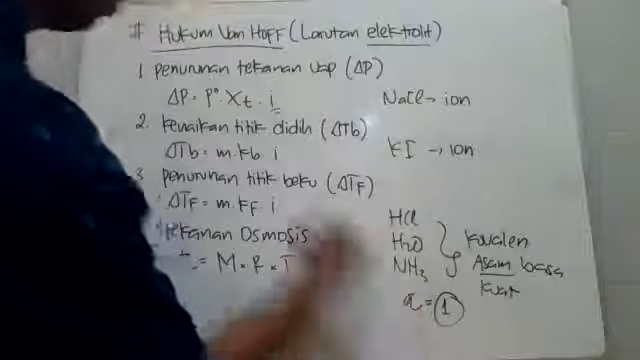 # Hukum Van Hoff (Larutan elektrolit)
1 penurunan tekanan uap (ΔP)
ΔP = P° . Xt . i
2. kenaikan titik didih (ΔTb)
ΔTb = m . kb . i
3 penurunan titik beku (ΔTF)
ΔTF = m . kF . i
tekanan Osmosis
= M . R . T
NaCl → ion
KI → ion
HCl
H2O
NH3
Kovalen
Asam basa
kuat
α = 1